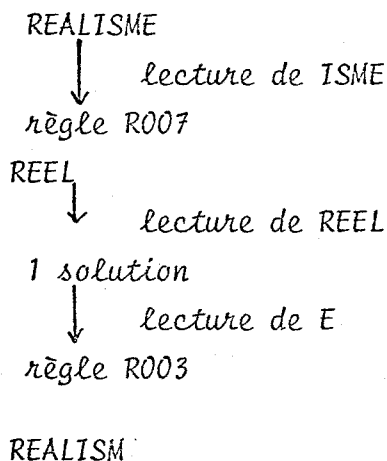 REALISME
lecture de ISME
règle R007
REEL
lecture de REEL
1 solution
lecture de E
règle R003
REALISM